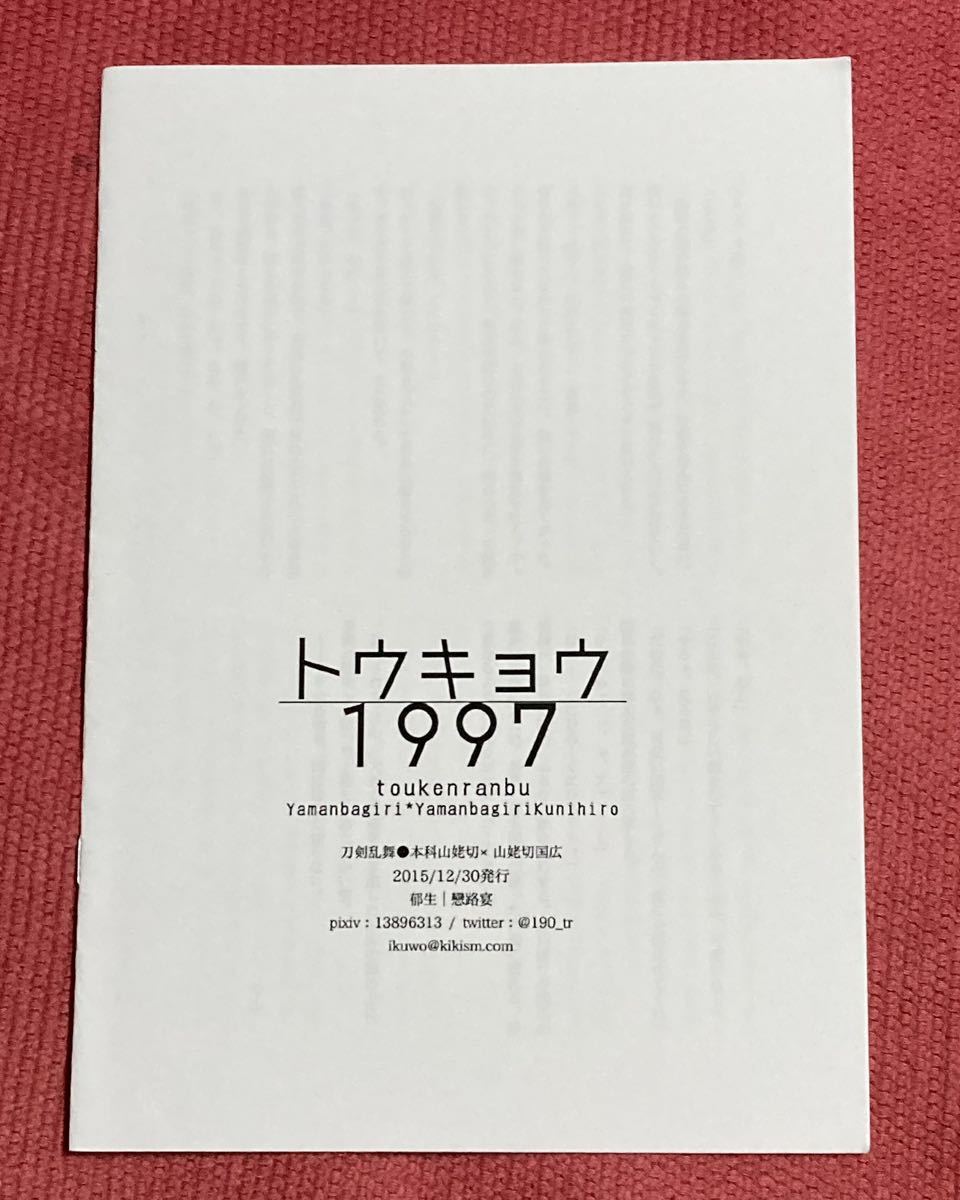 トウキョウ
1997
toukenranbu
Yamanbagiri*YamanbagiriKunihiro
刀剣乱舞●本科山姥切× 山姥切国広
2015/12/30発行
郁生｜戀路宴
pixiv : 13896313 / twitter : @190_tr
ikuwo@kikism.com